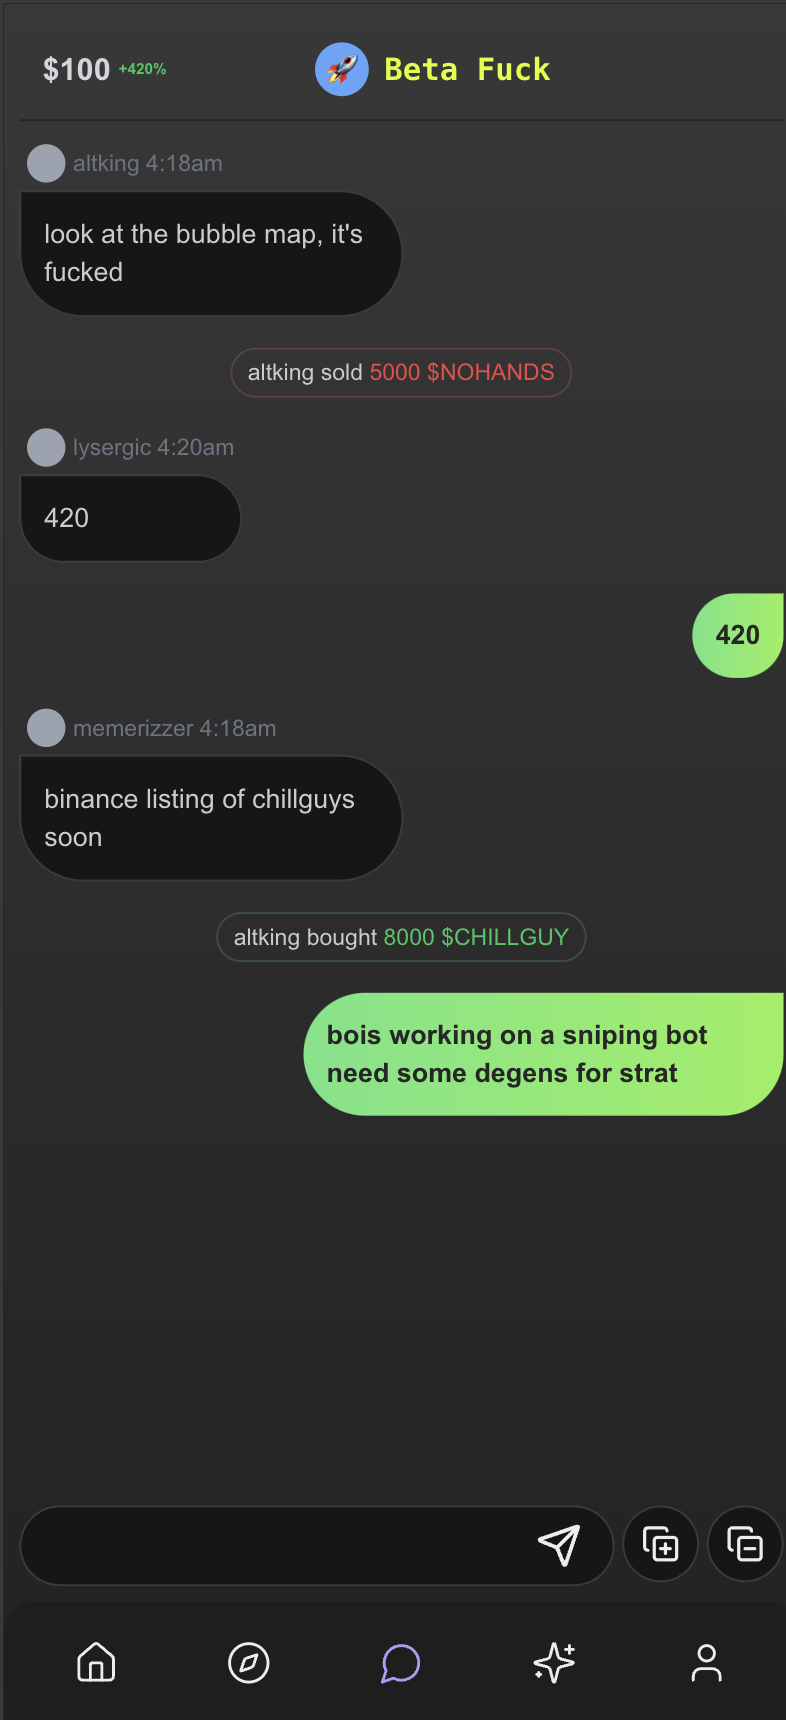 $100 +420% Beta Fuck
altking 4:18am
look at the bubble map, it's
fucked
altking sold 5000 $NOHANDS
lysergic 4:20am
420
420
memerizzer 4:18am
binance listing of chillguys
soon
altking bought 8000 $CHILLGUY
bois working on a sniping bot
need some degens for strat